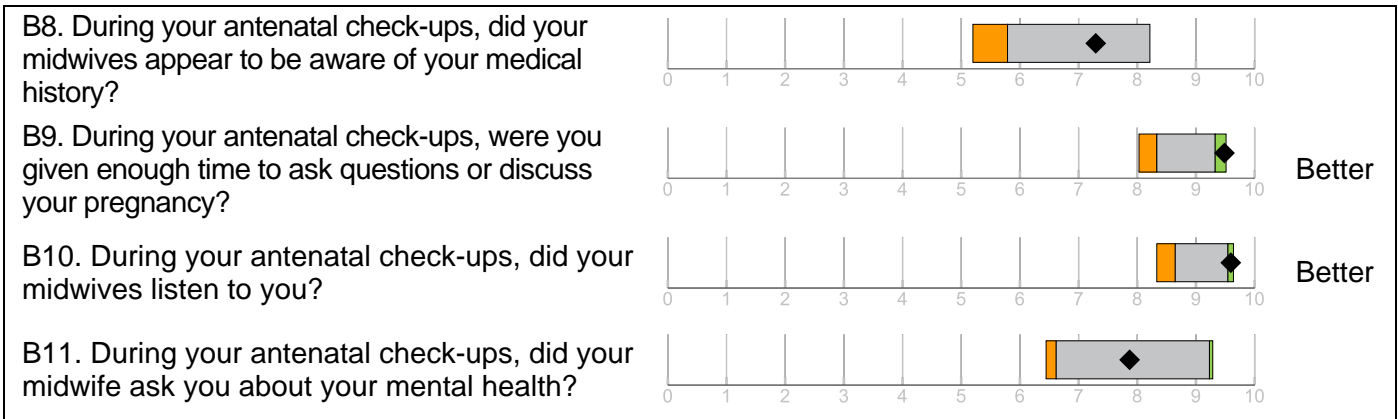 B8. During your antenatal check-ups, did your
midwives appear to be aware of your medical
history?
0 1 2 3 4 5 6 7 8 9 10
B9. During your antenatal check-ups, were you
given enough time to ask questions or discuss
your pregnancy?
0 1 2 3 4 5 6 7 8 9 10
Better
B10. During your antenatal check-ups, did your
midwives listen to you?
0 1 2 3 4 5 6 7 8 9 10
Better
B11. During your antenatal check-ups, did your
midwife ask you about your mental health?
0 1 2 3 4 5 6 7 8 9 10